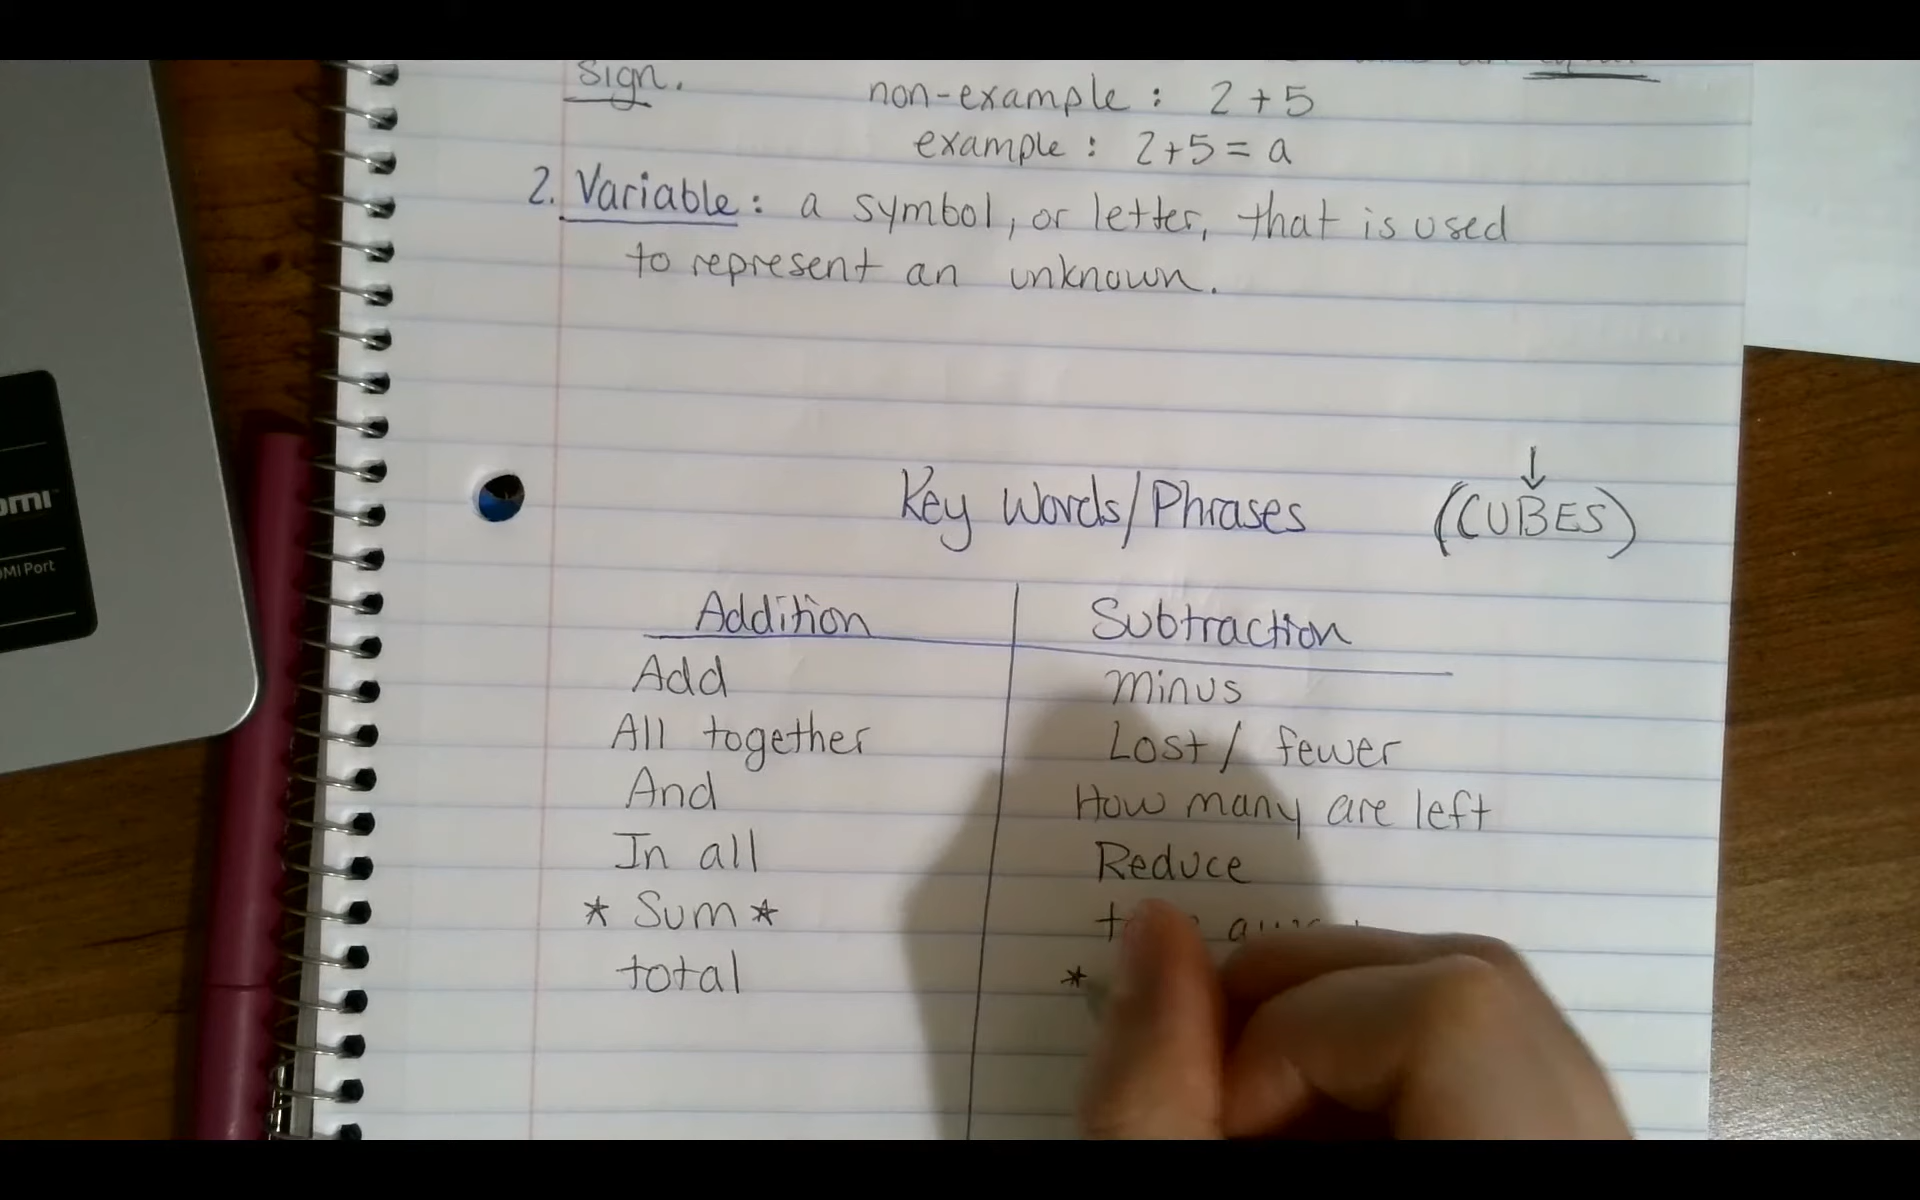 sign.
non-example : 2 + 5
example : 2+5 = a
2. Variable : a symbol, or letter, that is used
to represent an unknown.
Key Words/Phrases (CUBES)
Addition Subtraction
Add minus
All together Lost / fewer
And How many are left
In all Reduce
* Sum *
total *
MI Port